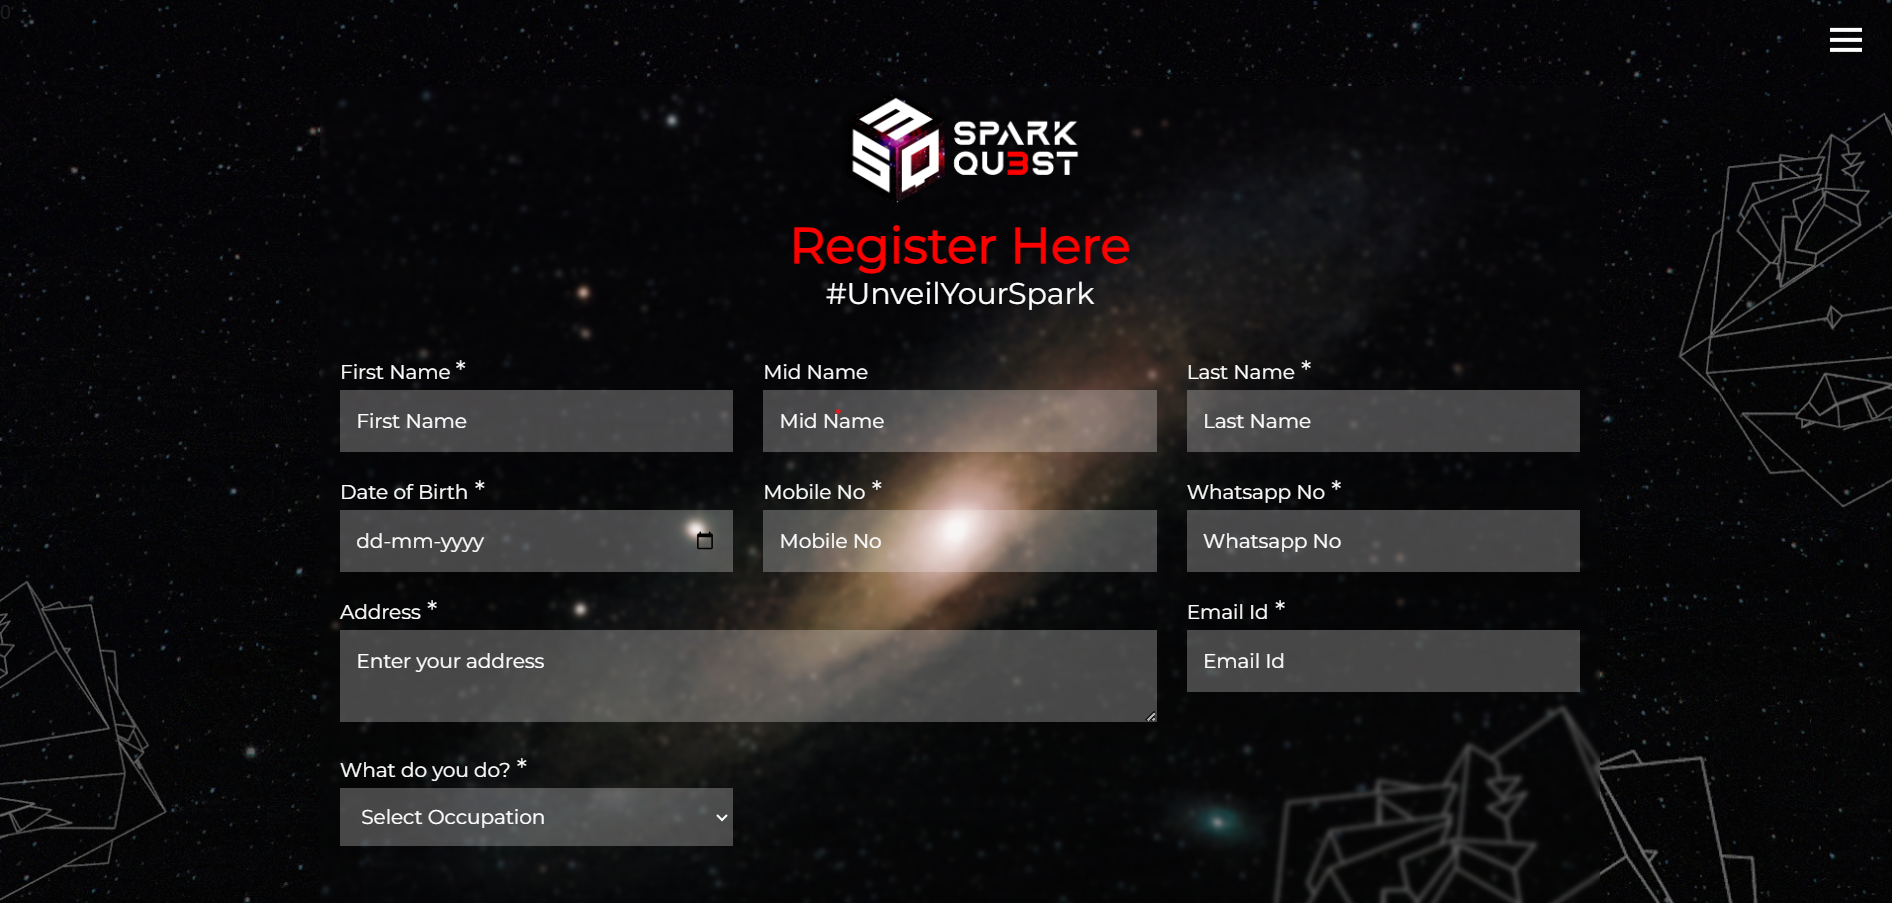 0
SPARK
QU3ST
Register Here
#UnveilYourSpark
First Name *
Mid Name
Last Name *
First Name
Mid Name
Last Name
Date of Birth *
Mobile No *
Whatsapp No *
dd-mm-yyyy
Mobile No
Whatsapp No
Address *
Email Id *
Enter your address
Email Id
What do you do? *
Select Occupation